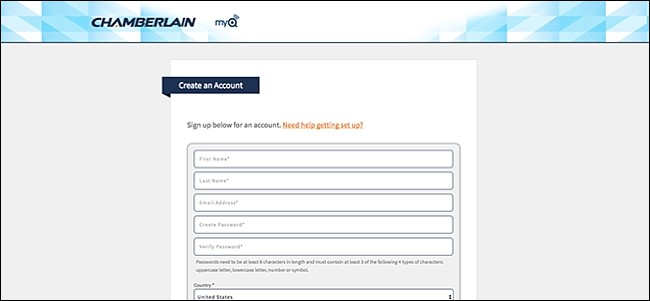 CHAMBERLAIN myQ
Create an Account
Sign up below for an account. Need help getting set up?
First Name*
Last Name*
Email Address*
Create Password*
Verify Password*
Passwords need to be at least 8 characters in length and must contain at least 3 of the following 4 types of characters:
uppercase letter, lowercase letter, number or symbol.
Country *
United States